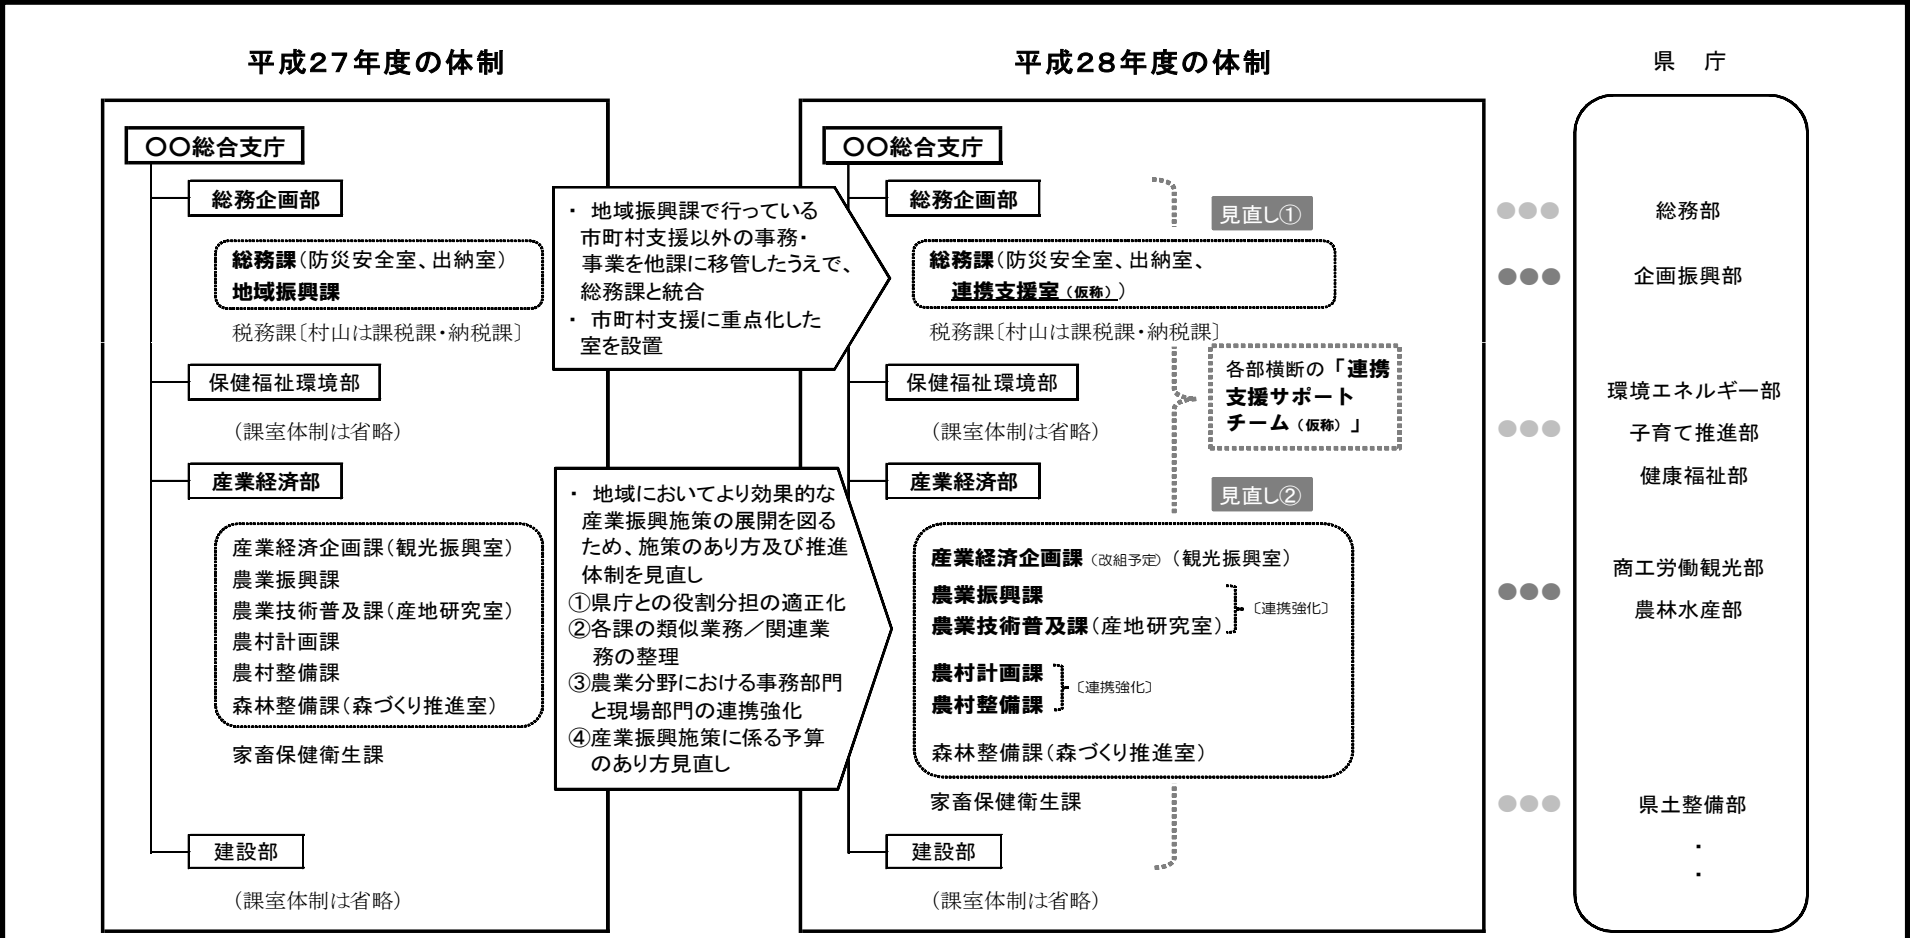 平成27年度の体制
〇〇総合支庁
総務企画部
総務課(防災安全室、出納室)
地域振興課
税務課〔村山は課税課・納税課〕
保健福祉環境部
(課室体制は省略)
産業経済部
産業経済企画課(観光振興室)
農業振興課
農業技術普及課(産地研究室)
農村計画課
農村整備課
森林整備課(森づくり推進室)
家畜保健衛生課
建設部
(課室体制は省略)
・ 地域振興課で行っている
市町村支援以外の事務・
事業を他課に移管したうえで、
総務課と統合
・ 市町村支援に重点化した
室を設置
・ 地域においてより効果的な
産業振興施策の展開を図る
ため、施策のあり方及び推進
体制を見直し
①県庁との役割分担の適正化
②各課の類似業務／関連業
務の整理
③農業分野における事務部門
と現場部門の連携強化
④産業振興施策に係る予算
のあり方見直し
平成28年度の体制
〇〇総合支庁
総務企画部
見直し①
総務課(防災安全室、出納室、
連携支援室(仮称))
税務課〔村山は課税課・納税課〕
各部横断の「連携
支援サポート
チーム(仮称)」
保健福祉環境部
(課室体制は省略)
産業経済部
見直し②
産業経済企画課(改組予定)(観光振興室)
農業振興課
農業技術普及課(産地研究室)
〔連携強化〕
農村計画課
農村整備課
〔連携強化〕
森林整備課(森づくり推進室)
家畜保健衛生課
建設部
(課室体制は省略)
県 庁
総務部
企画振興部
環境エネルギー部
子育て推進部
健康福祉部
商工労働観光部
農林水産部
県土整備部
・
・